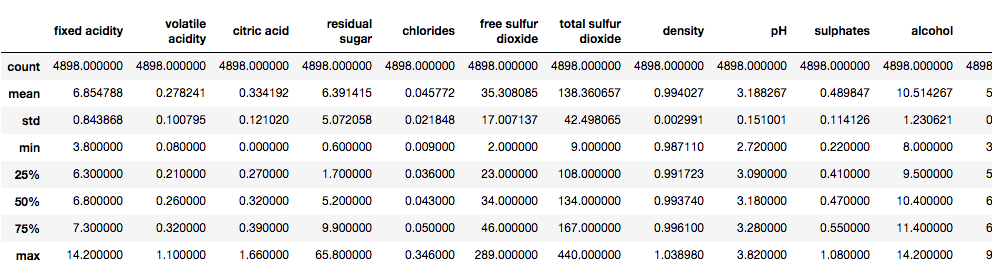 fixed acidity volatile acidity citric acid residual sugar chlorides free sulfur dioxide total sulfur dioxide density pH sulphates alcohol
count 4898.000000 4898.000000 4898.000000 4898.000000 4898.000000 4898.000000 4898.000000 4898.000000 4898.000000 4898.000000 4898.000000 4898
mean 6.854788 0.278241 0.334192 6.391415 0.045772 35.308085 138.360657 0.994027 3.188267 0.489847 10.514267 5
std 0.843868 0.100795 0.121020 5.072058 0.021848 17.007137 42.498065 0.002991 0.151001 0.114126 1.230621 0
min 3.800000 0.080000 0.000000 0.600000 0.009000 2.000000 9.000000 0.987110 2.720000 0.220000 8.000000 3
25% 6.300000 0.210000 0.270000 1.700000 0.036000 23.000000 108.000000 0.991723 3.090000 0.410000 9.500000 5
50% 6.800000 0.260000 0.320000 5.200000 0.043000 34.000000 134.000000 0.993740 3.180000 0.470000 10.400000 6
75% 7.300000 0.320000 0.390000 9.900000 0.050000 46.000000 167.000000 0.996100 3.280000 0.550000 11.400000 6
max 14.200000 1.100000 1.660000 65.800000 0.346000 289.000000 440.000000 1.038980 3.820000 1.080000 14.200000 9